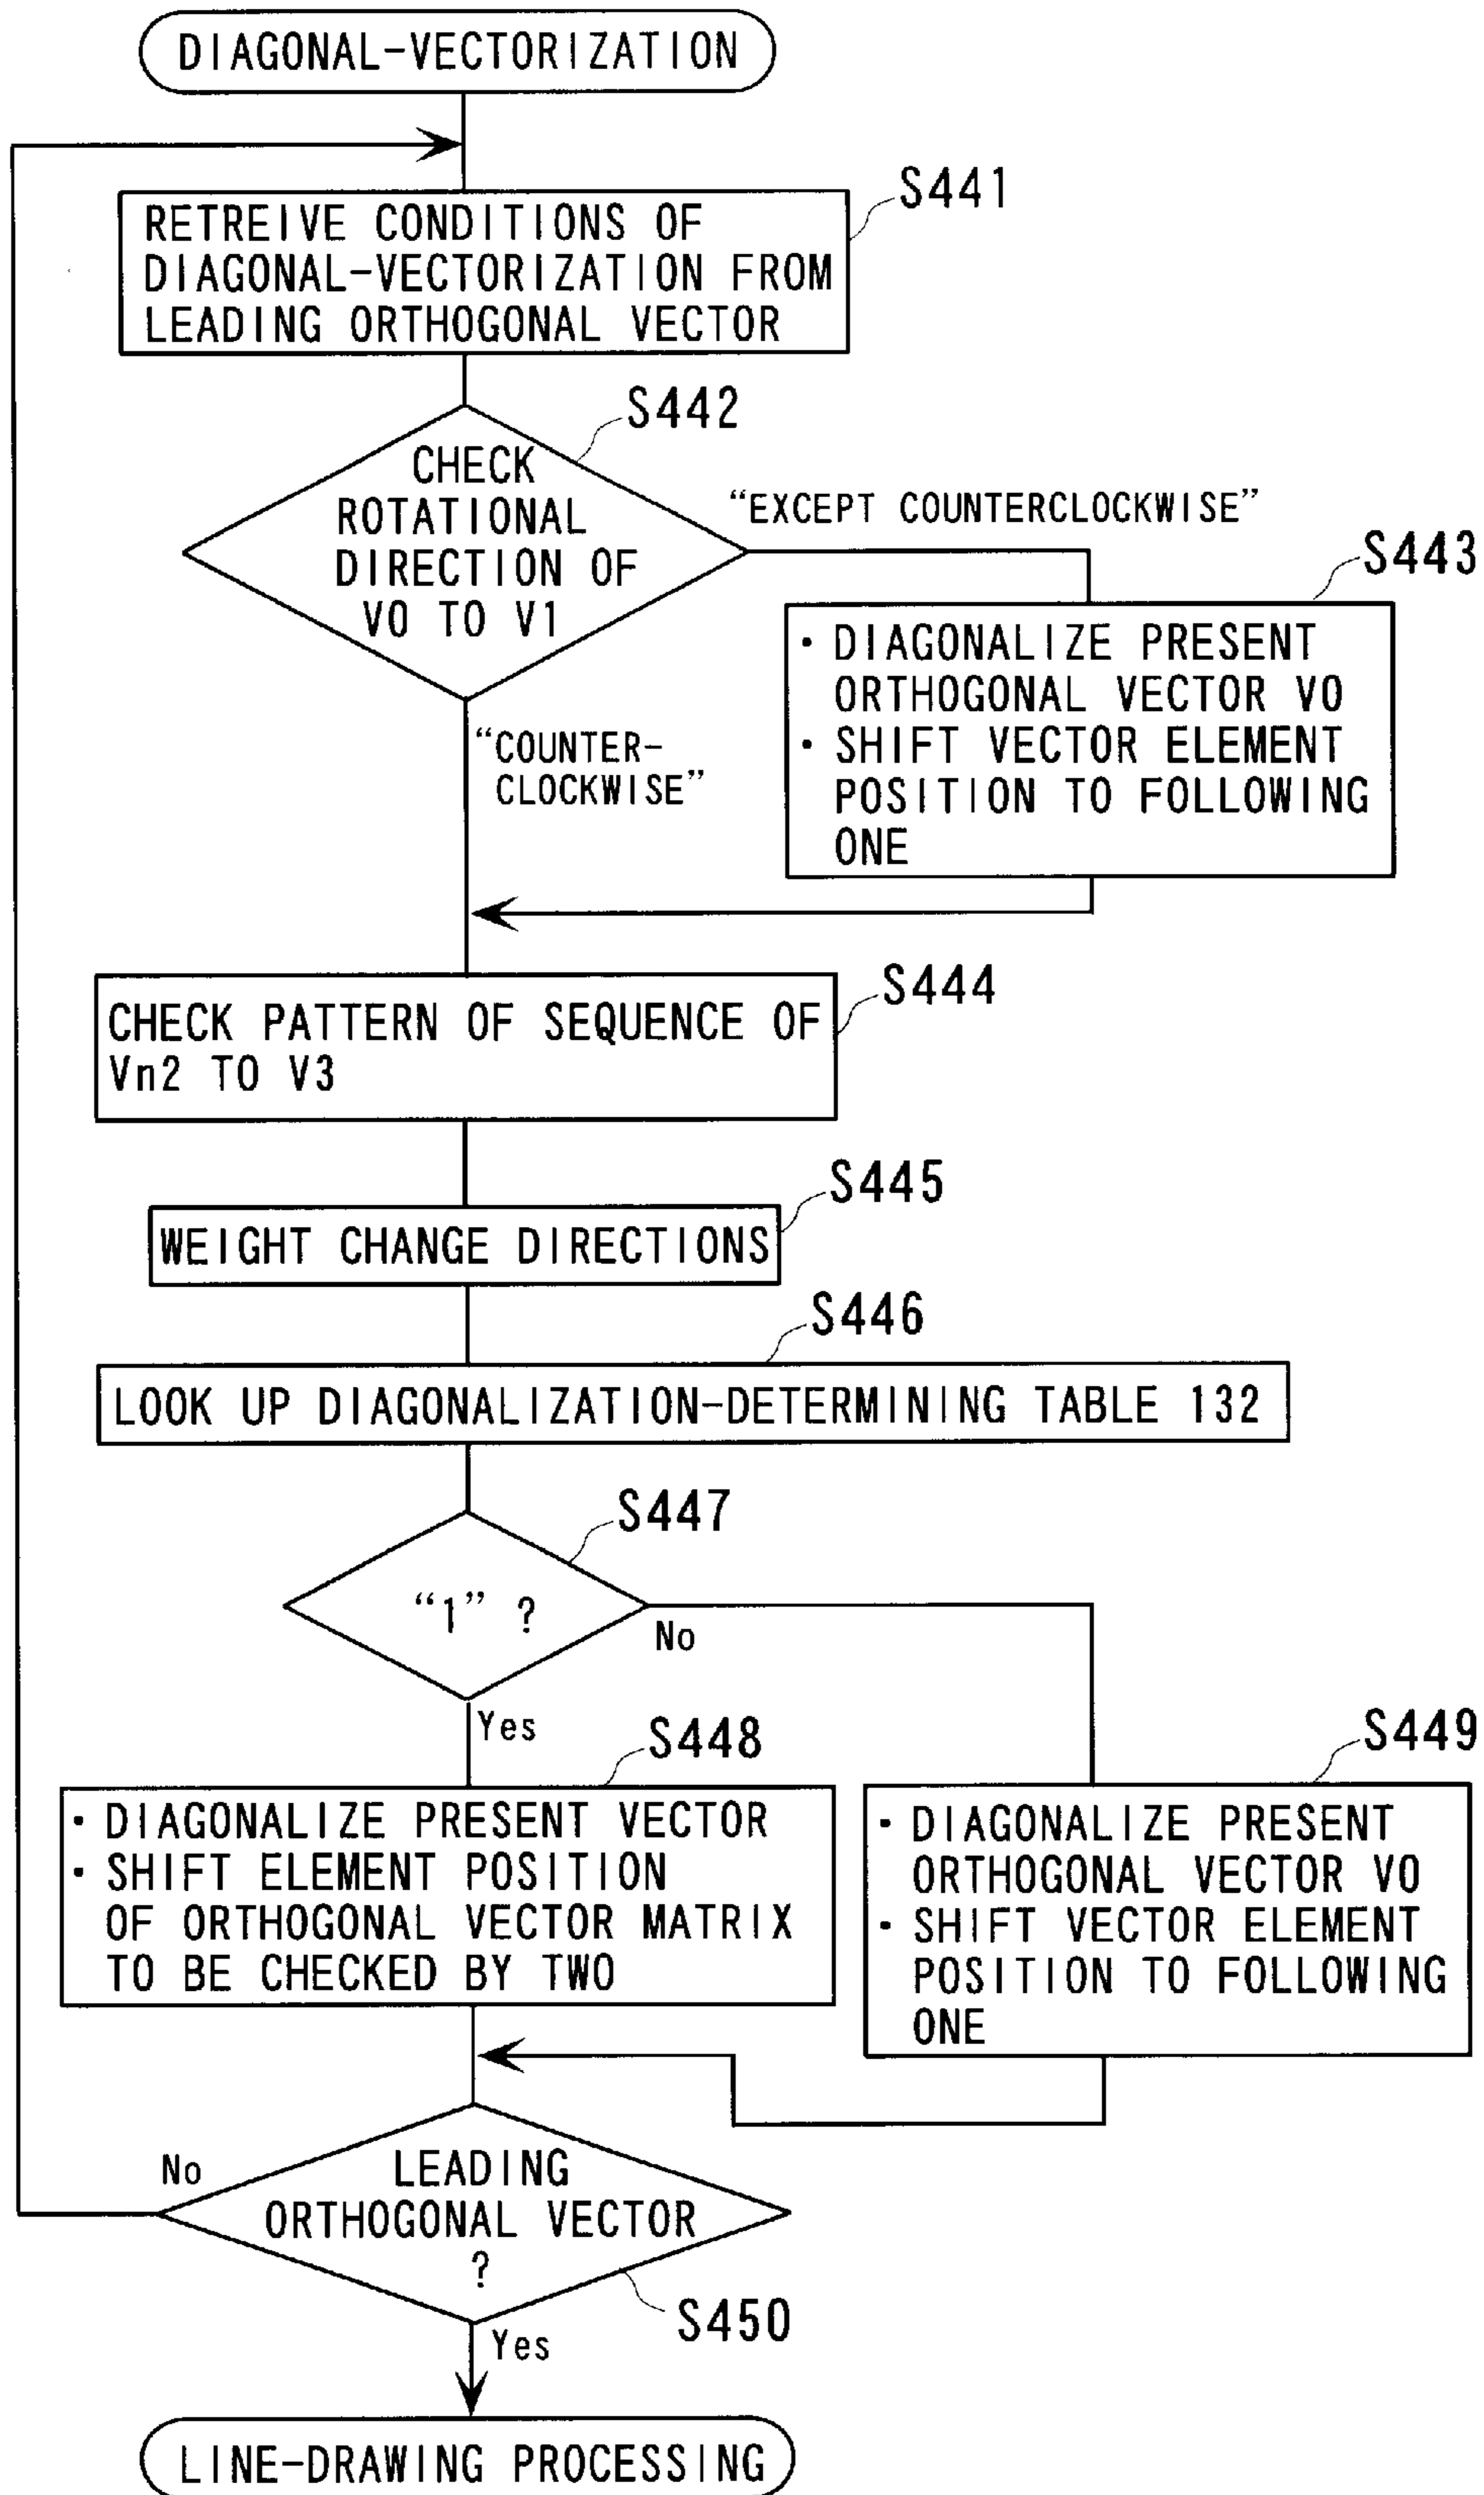 DIAGONAL-VECTORIZATION
S441
RETREIVE CONDITIONS OF
DIAGONAL-VECTORIZATION FROM
LEADING ORTHOGONAL VECTOR
S442
CHECK
ROTATIONAL
DIRECTION OF
V0 TO V1
“EXCEPT COUNTERCLOCKWISE”
S443
· DIAGONALIZE PRESENT
ORTHOGONAL VECTOR V0
· SHIFT VECTOR ELEMENT
POSITION TO FOLLOWING
ONE
“COUNTER-
CLOCKWISE”
S444
CHECK PATTERN OF SEQUENCE OF
Vn2 TO V3
S445
WEIGHT CHANGE DIRECTIONS
S446
LOOK UP DIAGONALIZATION-DETERMINING TABLE 132
S447
“1” ?
No
Yes
S448
· DIAGONALIZE PRESENT VECTOR
· SHIFT ELEMENT POSITION
OF ORTHOGONAL VECTOR MATRIX
TO BE CHECKED BY TWO
S449
· DIAGONALIZE PRESENT
ORTHOGONAL VECTOR V0
· SHIFT VECTOR ELEMENT
POSITION TO FOLLOWING
ONE
No
LEADING
ORTHOGONAL VECTOR
?
S450
Yes
LINE-DRAWING PROCESSING